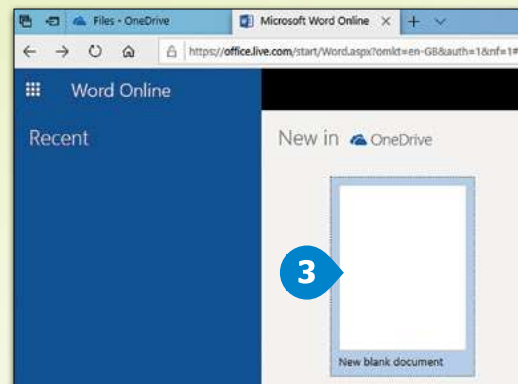 Files - OneDrive
Microsoft Word Online
https://office.live.com/start/Word.aspx?omkt=en-GB&auth=1&nf=1#
Word Online
Recent
New in OneDrive
3
New blank document